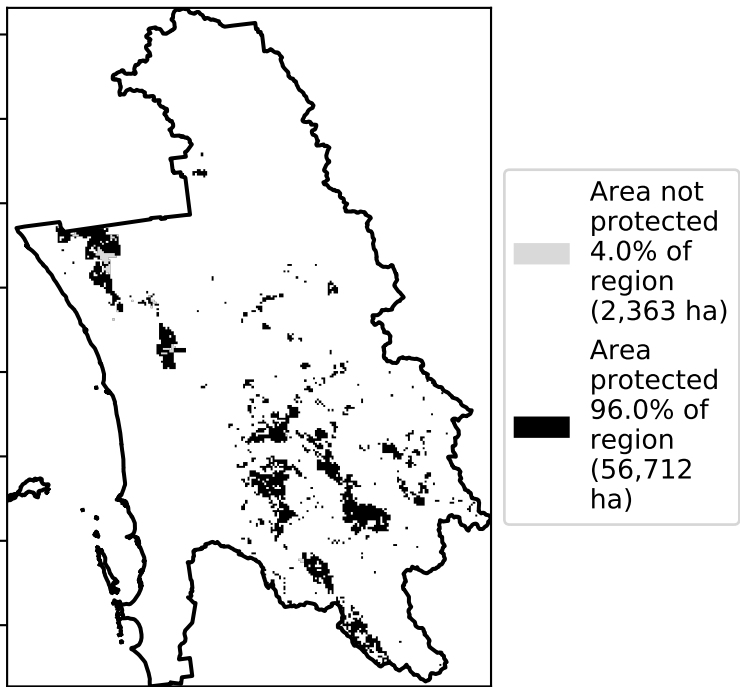 Area not
protected
4.0% of
region
(2,363 ha)
Area
protected
96.0% of
region
(56,712
ha)